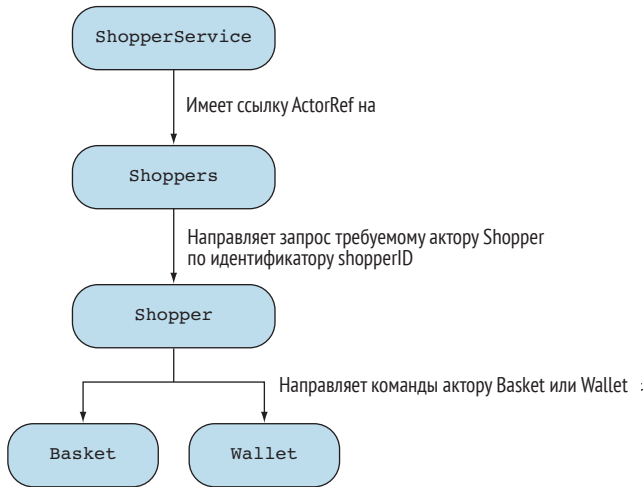 ShopperService
Имеет ссылку ActorRef на
Shoppers
Направляет запрос требуемому актору Shopper
по идентификатору shopperID
Shopper
Направляет команды актору Basket или Wallet
Basket
Wallet